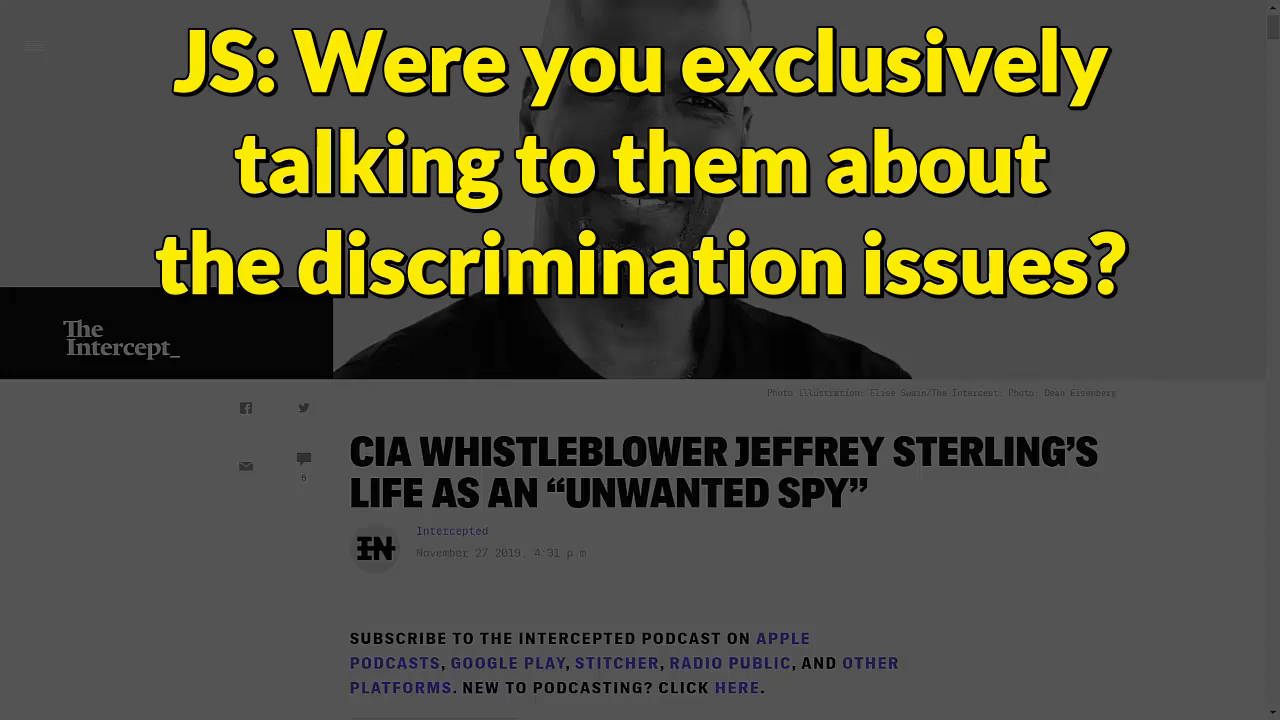 JS: Were you exclusively
talking to them about
the discrimination issues?
The
Intercept_
Photo illustration: Elise Swain/The Intercept; Photo: Dean Eisenberg
6
CIA WHISTLEBLOWER JEFFREY STERLING’S
LIFE AS AN “UNWANTED SPY”
IN
Intercepted
November 27 2019, 4:31 p.m
SUBSCRIBE TO THE INTERCEPTED PODCAST ON APPLE
PODCASTS, GOOGLE PLAY, STITCHER, RADIO PUBLIC, AND OTHER
PLATFORMS. NEW TO PODCASTING? CLICK HERE.